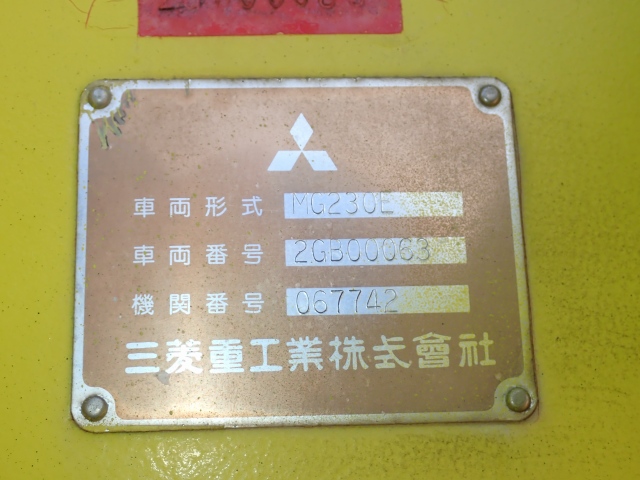 車両形式 MG230E
車両番号 2GB00063
機関番号 067742
三菱重工業株式會社